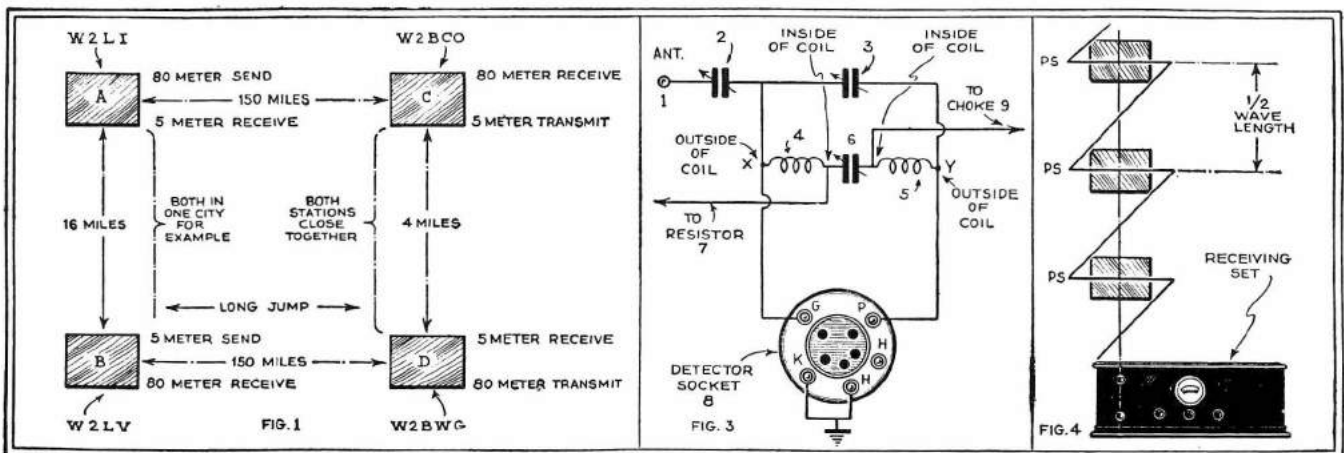 W2LI
W2BCO
A
80 METER SEND
150 MILES
5 METER RECEIVE
C
80 METER RECEIVE
5 METER TRANSMIT
16 MILES
BOTH IN
ONE CITY
FOR
EXAMPLE
BOTH
STATIONS
CLOSE
TOGETHER
4 MILES
LONG JUMP
B
5 METER SEND
150 MILES
80 METER RECEIVE
D
5 METER RECEIVE
80 METER TRANSMIT
W2LV
FIG. 1
W2BWG
ANT.
1
2
INSIDE
OF COIL
3
INSIDE
OF COIL
TO
CHOKE 9
OUTSIDE
OF
COIL
X
4
6
5
Y
OUTSIDE
OF
COIL
TO
RESISTOR
7
G
P
K
H
H
DETECTOR
SOCKET
8
FIG. 3
PS
PS
PS
1/2
WAVE
LENGTH
RECEIVING
SET
FIG. 4